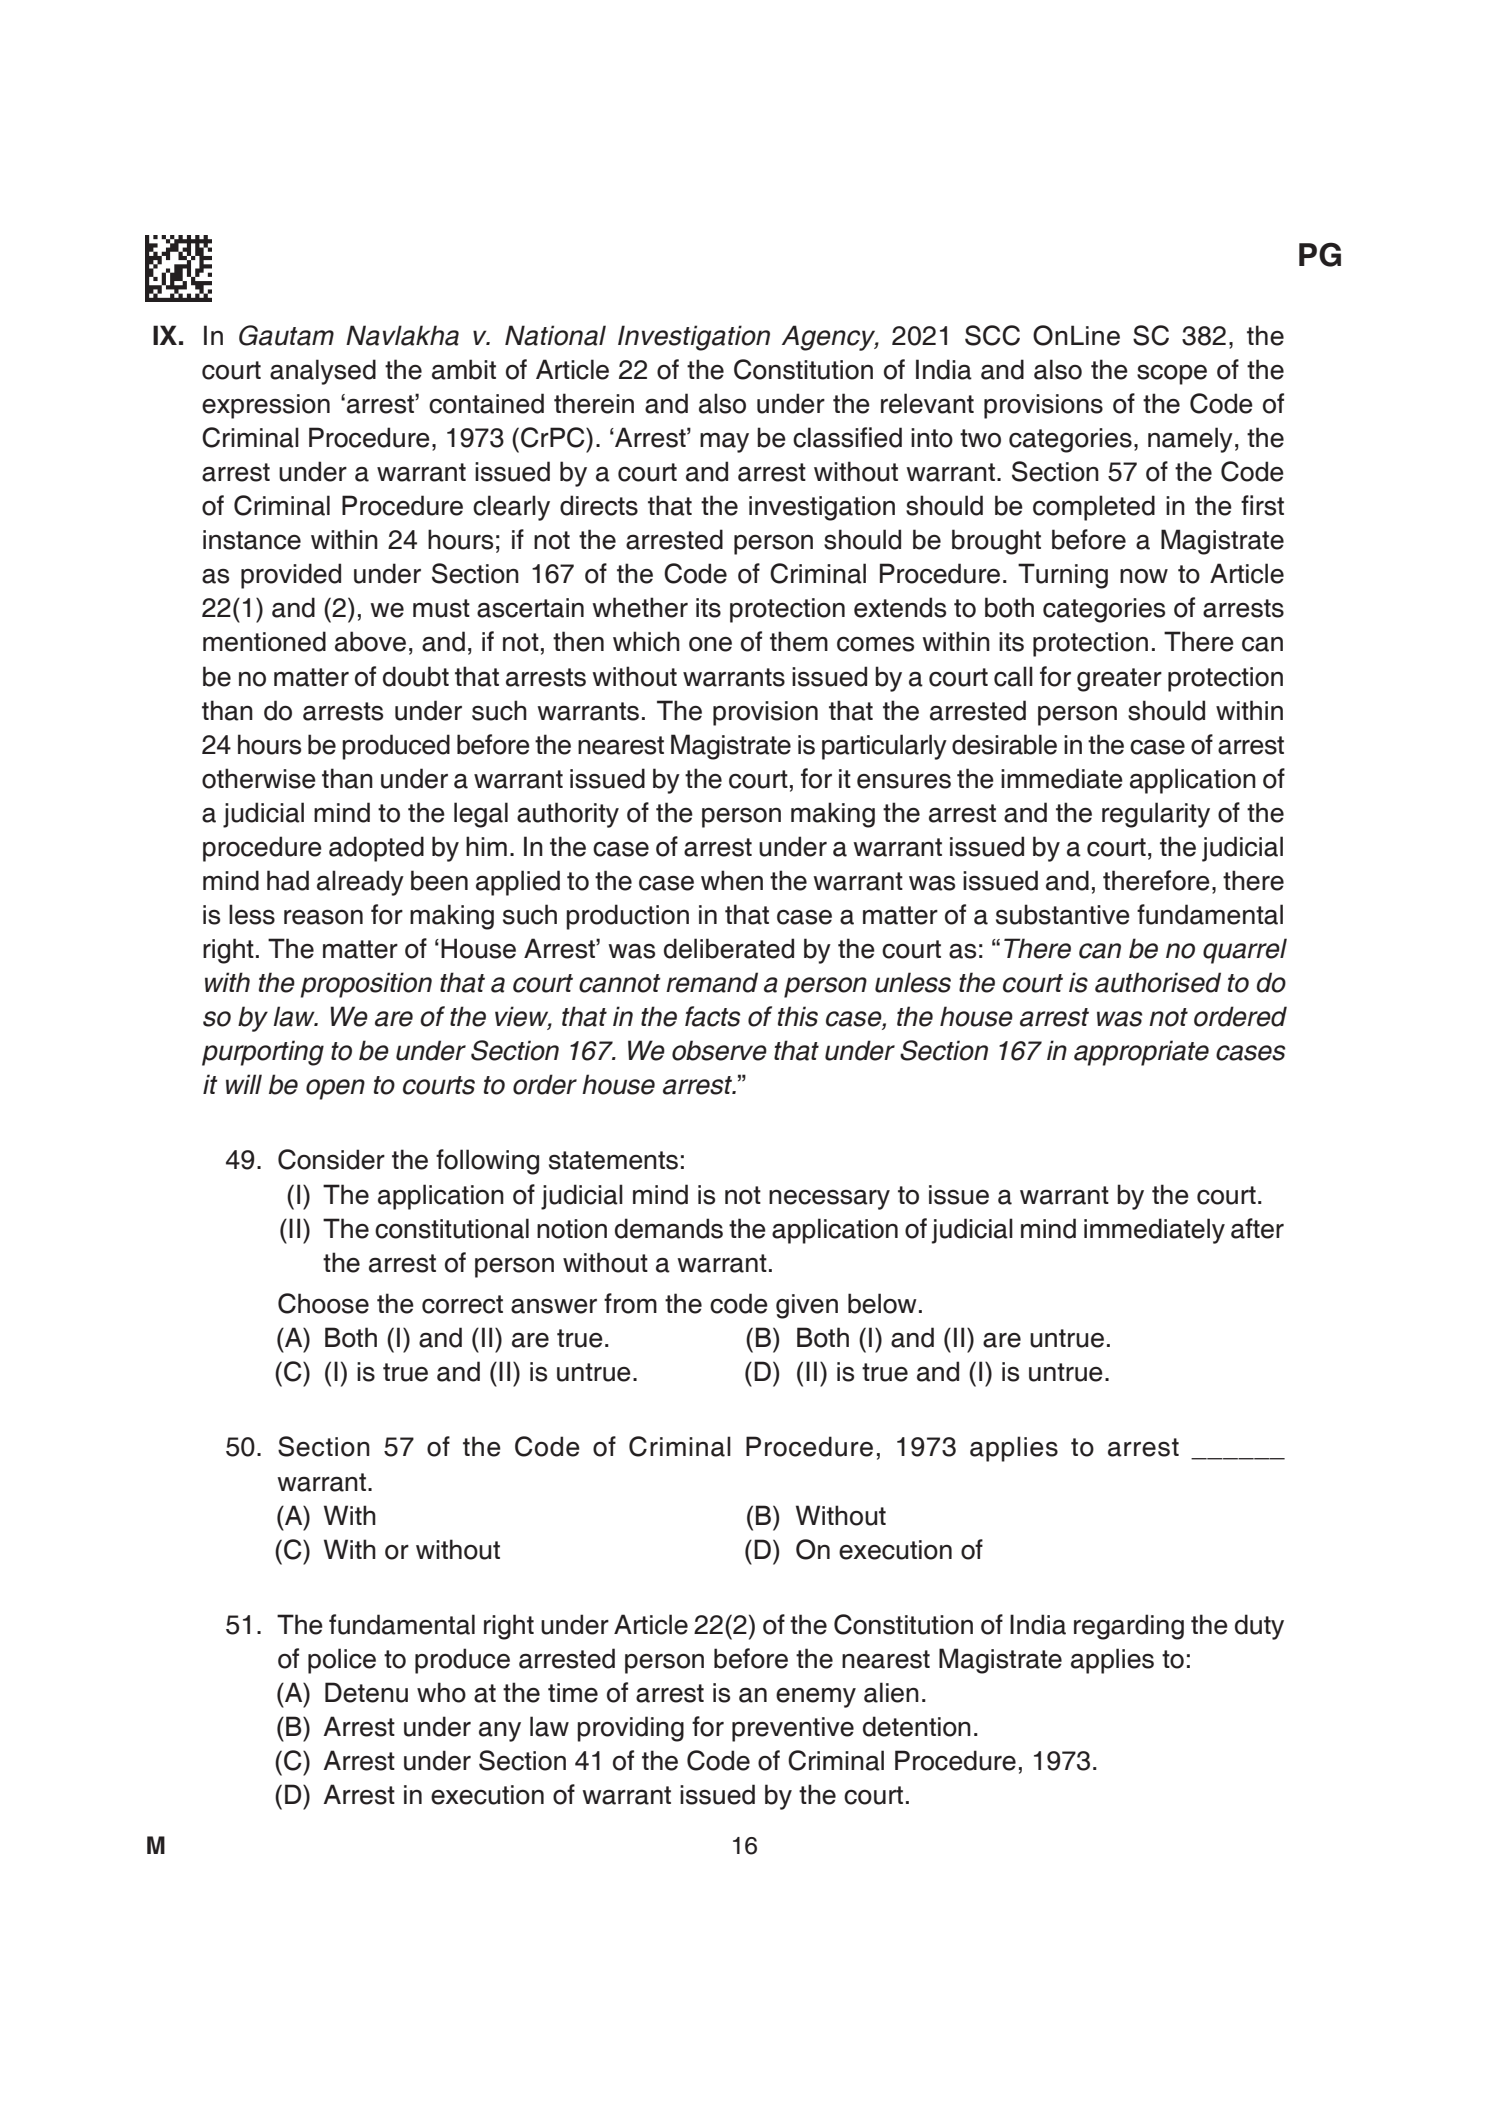 PG
IX. In Gautam Navlakha v. National Investigation Agency, 2021 SCC OnLine SC 382, the
court analysed the ambit of Article 22 of the Constitution of India and also the scope of the
expression ‘arrest’ contained therein and also under the relevant provisions of the Code of
Criminal Procedure, 1973 (CrPC). ‘Arrest’ may be classified into two categories, namely, the
arrest under a warrant issued by a court and arrest without warrant. Section 57 of the Code
of Criminal Procedure clearly directs that the investigation should be completed in the first
instance within 24 hours; if not the arrested person should be brought before a Magistrate
as provided under Section 167 of the Code of Criminal Procedure. Turning now to Article
22(1) and (2), we must ascertain whether its protection extends to both categories of arrests
mentioned above, and, if not, then which one of them comes within its protection. There can
be no matter of doubt that arrests without warrants issued by a court call for greater protection
than do arrests under such warrants. The provision that the arrested person should within
24 hours be produced before the nearest Magistrate is particularly desirable in the case of arrest
otherwise than under a warrant issued by the court, for it ensures the immediate application of
a judicial mind to the legal authority of the person making the arrest and the regularity of the
procedure adopted by him. In the case of arrest under a warrant issued by a court, the judicial
mind had already been applied to the case when the warrant was issued and, therefore, there
is less reason for making such production in that case a matter of a substantive fundamental
right. The matter of ‘House Arrest’ was deliberated by the court as: “There can be no quarrel
with the proposition that a court cannot remand a person unless the court is authorised to do
so by law. We are of the view, that in the facts of this case, the house arrest was not ordered
purporting to be under Section 167. We observe that under Section 167 in appropriate cases
it will be open to courts to order house arrest.”
49. Consider the following statements:
(I) The application of judicial mind is not necessary to issue a warrant by the court.
(II) The constitutional notion demands the application of judicial mind immediately after
the arrest of person without a warrant.
Choose the correct answer from the code given below.
(A) Both (I) and (II) are true. (B) Both (I) and (II) are untrue.
(C) (I) is true and (II) is untrue. (D) (II) is true and (I) is untrue.
50. Section 57 of the Code of Criminal Procedure, 1973 applies to arrest ______
warrant.
(A) With (B) Without
(C) With or without (D) On execution of
51. The fundamental right under Article 22(2) of the Constitution of India regarding the duty
of police to produce arrested person before the nearest Magistrate applies to:
(A) Detenu who at the time of arrest is an enemy alien.
(B) Arrest under any law providing for preventive detention.
(C) Arrest under Section 41 of the Code of Criminal Procedure, 1973.
(D) Arrest in execution of warrant issued by the court.
M 16